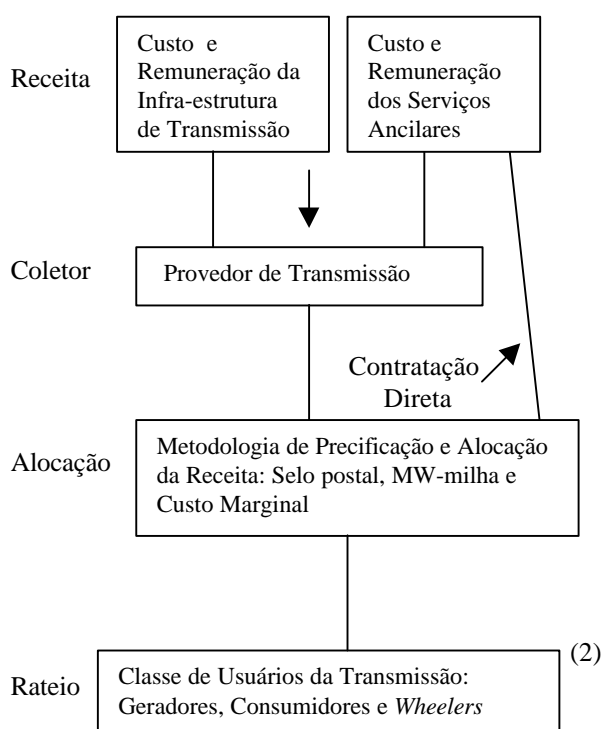 Receita
Custo e
Remuneração da
Infra-estrutura
de Transmissão
Custo e
Remuneração
dos Serviços
Ancilares
Coletor
Provedor de Transmissão
Contratação
Direta
Alocação
Metodologia de Precificação e Alocação
da Receita: Selo postal, MW-milha e
Custo Marginal
(2)
Rateio
Classe de Usuários da Transmissão:
Geradores, Consumidores e Wheelers